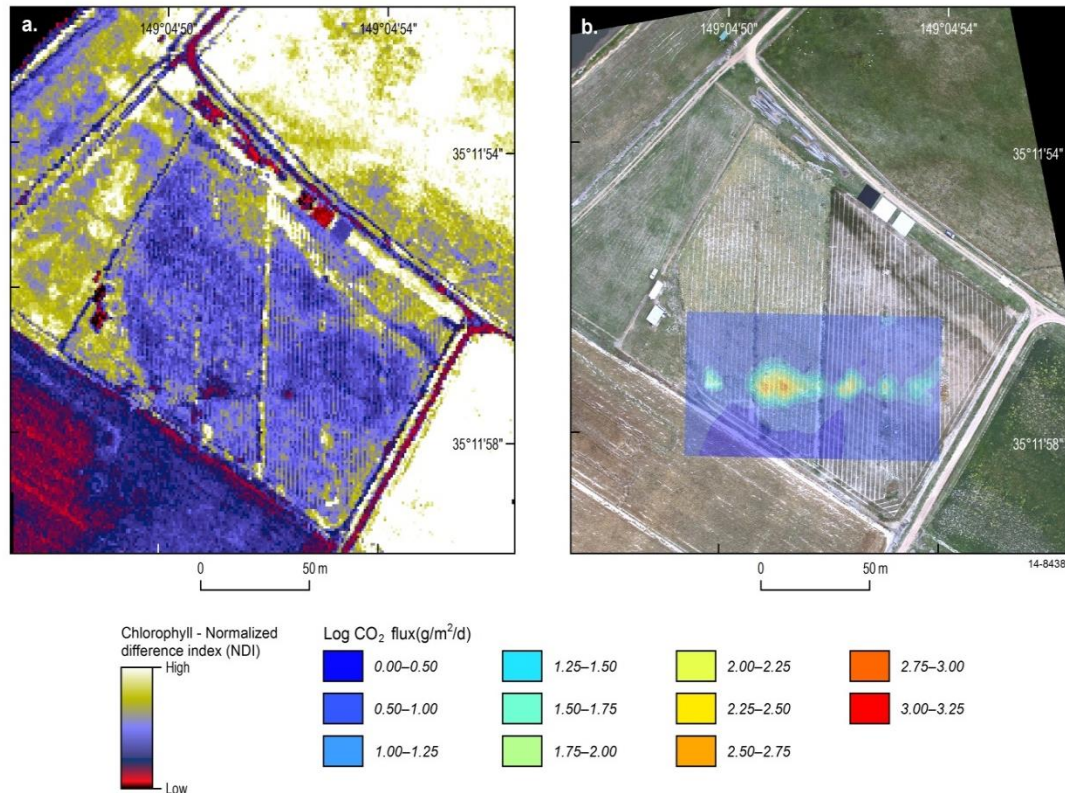 a.
149°04'50"
149°04'54"
35°11'54"
35°11'58"
0
50 m
b.
149°04'50"
149°04'54"
35°11'54"
35°11'58"
14-8438
0
50 m
Chlorophyll - Normalized
difference index (NDI)
High
Low
Log CO₂ flux(g/m²/d)
0.00–0.50
0.50–1.00
1.00–1.25
1.25–1.50
1.50–1.75
1.75–2.00
2.00–2.25
2.25–2.50
2.50–2.75
2.75–3.00
3.00–3.25